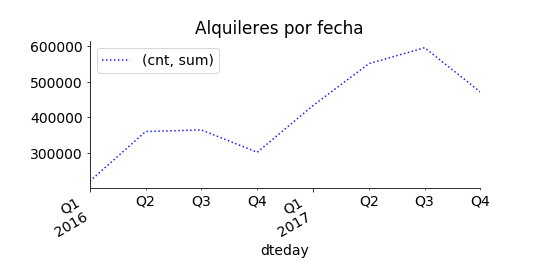 Alquileres por fecha
(cnt, sum)
600000
500000
400000
300000
Q1 Q2 Q3 Q4 Q1 Q2 Q3 Q4
2016 2017
dteday